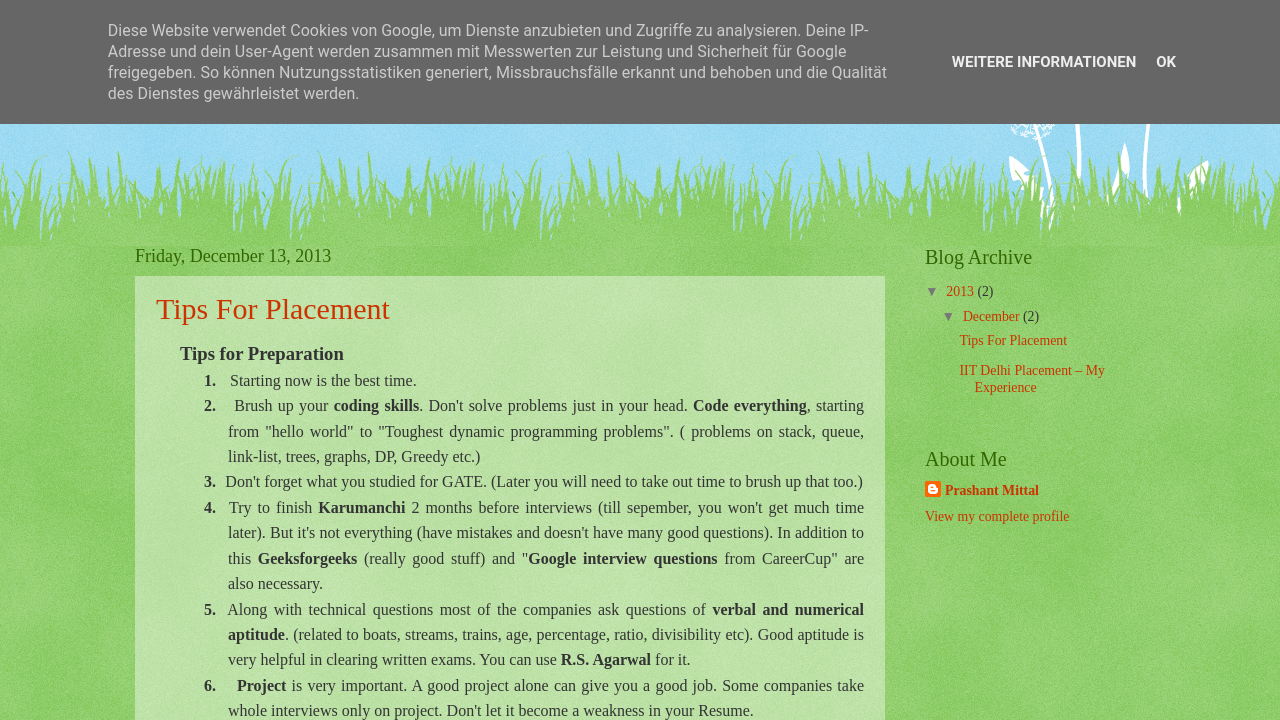 Diese Website verwendet Cookies von Google, um Dienste anzubieten und Zugriffe zu analysieren. Deine IP-
Adresse und dein User-Agent werden zusammen mit Messwerten zur Leistung und Sicherheit für Google
freigegeben. So können Nutzungsstatistiken generiert, Missbrauchsfälle erkannt und behoben und die Qualität
des Dienstes gewährleistet werden.
WEITERE INFORMATIONEN OK
Friday, December 13, 2013
Tips For Placement
Tips for Preparation
1. Starting now is the best time.
2. Brush up your coding skills. Don't solve problems just in your head. Code everything, starting
from "hello world" to "Toughest dynamic programming problems". ( problems on stack, queue,
link-list, trees, graphs, DP, Greedy etc.)
3. Don't forget what you studied for GATE. (Later you will need to take out time to brush up that too.)
4. Try to finish Karumanchi 2 months before interviews (till sepember, you won't get much time
later). But it's not everything (have mistakes and doesn't have many good questions). In addition to
this Geeksforgeeks (really good stuff) and "Google interview questions from CareerCup" are
also necessary.
5. Along with technical questions most of the companies ask questions of verbal and numerical
aptitude. (related to boats, streams, trains, age, percentage, ratio, divisibility etc). Good aptitude is
very helpful in clearing written exams. You can use R.S. Agarwal for it.
6. Project is very important. A good project alone can give you a good job. Some companies take
whole interviews only on project. Don't let it become a weakness in your Resume.
Blog Archive
▼ 2013 (2)
▼ December (2)
Tips For Placement
IIT Delhi Placement – My
Experience
About Me
Prashant Mittal
View my complete profile